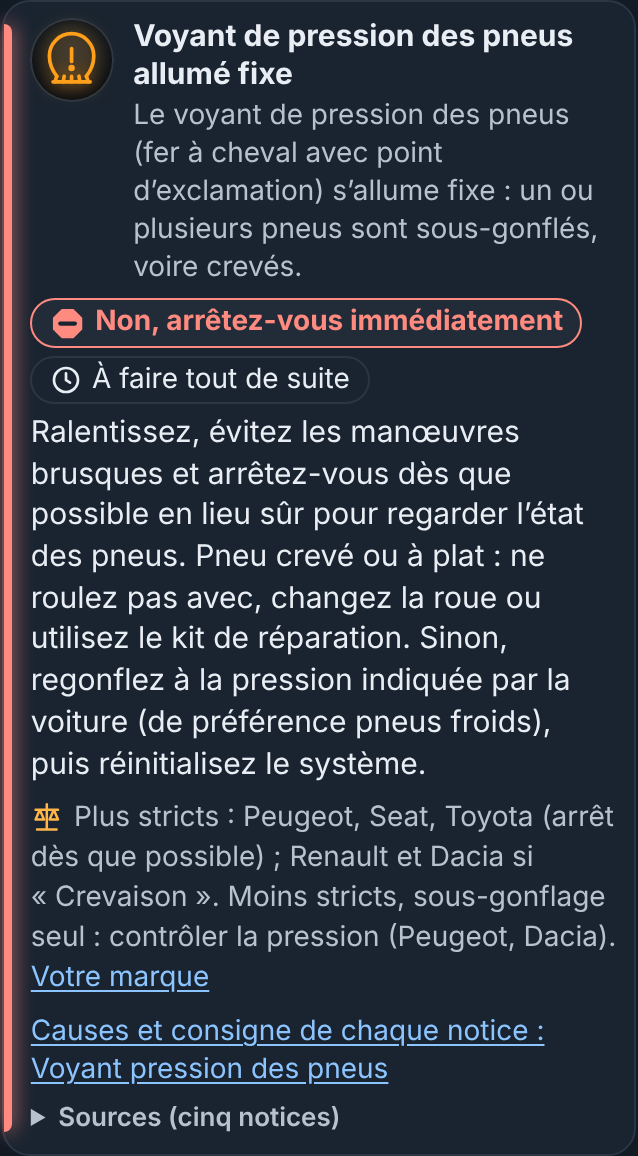 Voyant de pression des pneus
allumé fixe
Le voyant de pression des pneus
(fer à cheval avec point
d’exclamation) s’allume fixe : un ou
plusieurs pneus sont sous-gonflés,
voire crevés.
Non, arrêtez-vous immédiatement
À faire tout de suite
Ralentissez, évitez les manœuvres
brusques et arrêtez-vous dès que
possible en lieu sûr pour regarder l’état
des pneus. Pneu crevé ou à plat : ne
roulez pas avec, changez la roue ou
utilisez le kit de réparation. Sinon,
regonflez à la pression indiquée par la
voiture (de préférence pneus froids),
puis réinitialisez le système.
Plus stricts : Peugeot, Seat, Toyota (arrêt
dès que possible) ; Renault et Dacia si
« Crevaison ». Moins stricts, sous-gonflage
seul : contrôler la pression (Peugeot, Dacia).
Votre marque
Causes et consigne de chaque notice :
Voyant pression des pneus
Sources (cinq notices)